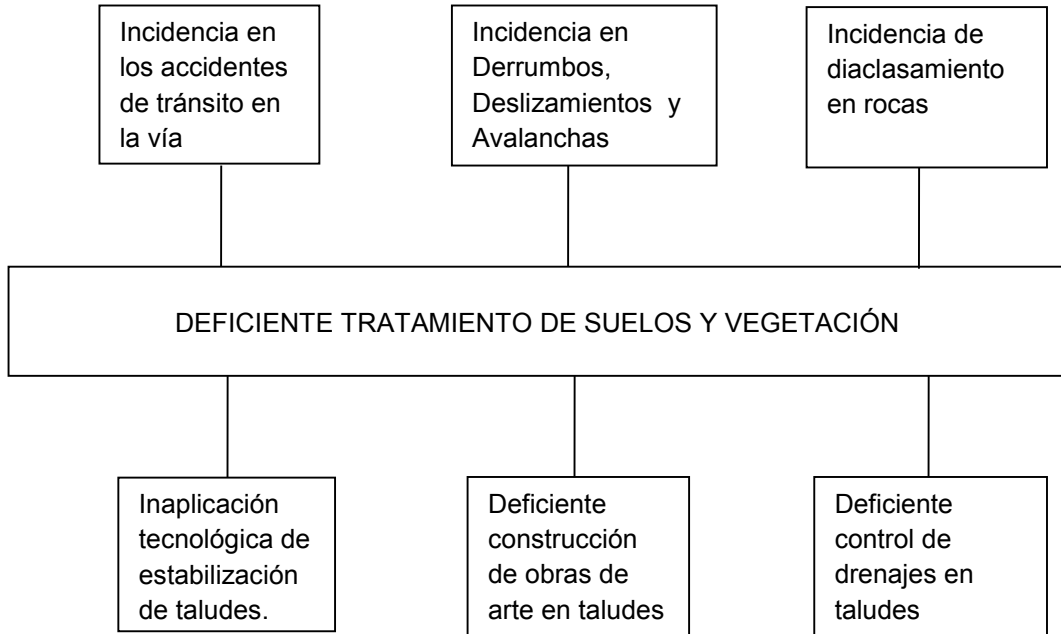 Incidencia en
los accidentes
de tránsito en
la vía
Incidencia en
Derrumbos,
Deslizamientos y
Avalanchas
Incidencia de
diaclasamiento
en rocas
DEFICIENTE TRATAMIENTO DE SUELOS Y VEGETACIÓN
Inaplicación
tecnológica de
estabilización
de taludes.
Deficiente
construcción
de obras de
arte en taludes
Deficiente
control de
drenajes en
taludes